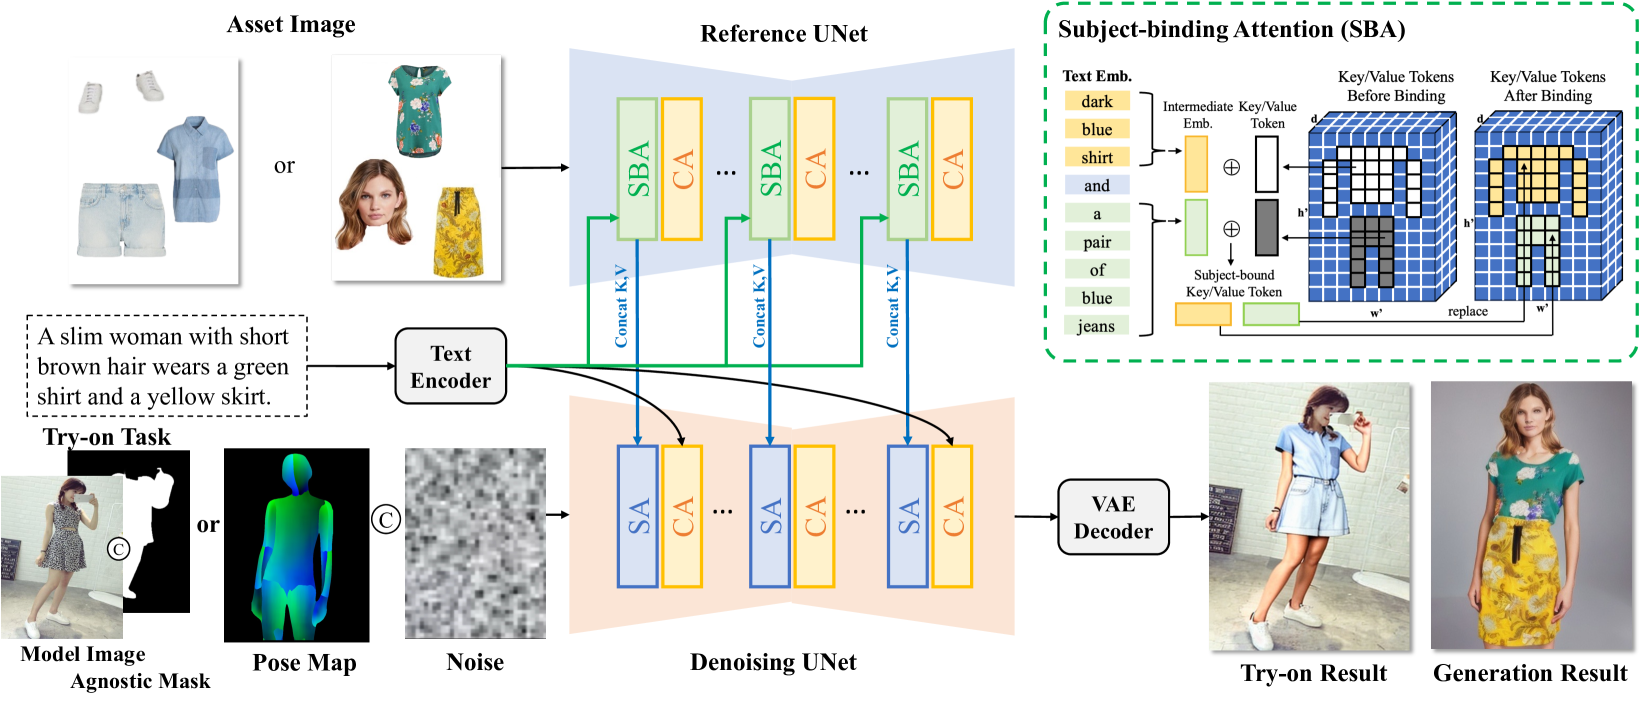 Asset Image
or
Reference UNet
SBA
CA
...
SBA
CA
...
SBA
CA
Concat K,V
Concat K,V
Concat K,V
A slim woman with short
brown hair wears a green
shirt and a yellow skirt.
Text
Encoder
Try-on Task
C
or
C
Model Image
Agnostic Mask
Pose Map
Noise
SA
CA
...
SA
CA
...
SA
CA
Denoising UNet
VAE
Decoder
Try-on Result
Generation Result
Subject-binding Attention (SBA)
Text Emb.
dark
blue
shirt
and
a
pair
of
blue
jeans
Intermediate
Emb.
Key/Value
Token
Key/Value Tokens
Before Binding
Key/Value Tokens
After Binding
d
h'
w'
d
h'
w'
Subject-bound
Key/Value Token
replace